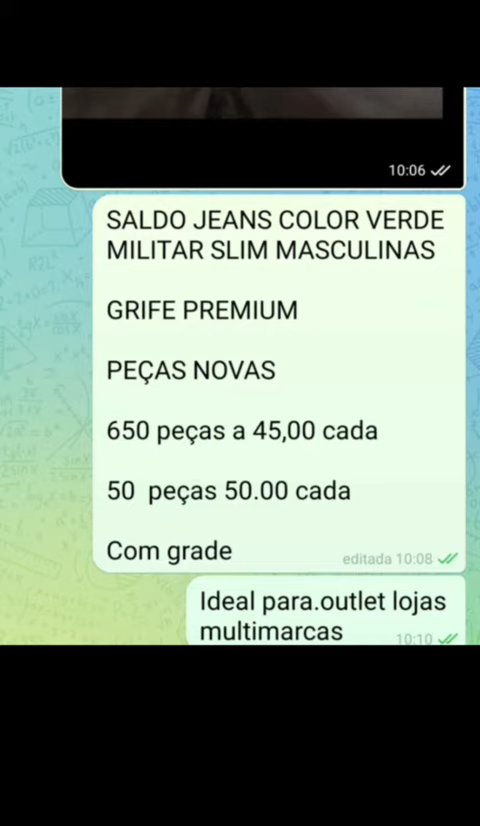 10:06
SALDO JEANS COLOR VERDE
MILITAR SLIM MASCULINAS
GRIFE PREMIUM
PEÇAS NOVAS
650 peças a 45,00 cada
50  peças 50.00 cada
Com grade
editada 10:08
Ideal para.outlet lojas
multimarcas
10:10